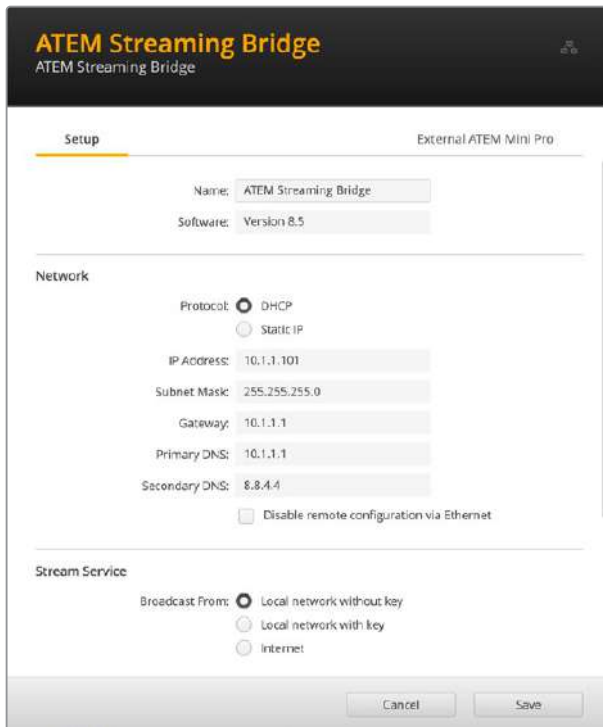 ATEM Streaming Bridge
ATEM Streaming Bridge
Setup External ATEM Mini Pro
Name: ATEM Streaming Bridge
Software: Version 8.5
Network
Protocol: DHCP
Static IP
IP Address: 10.1.1.101
Subnet Mask: 255.255.255.0
Gateway: 10.1.1.1
Primary DNS: 10.1.1.1
Secondary DNS: 8.8.4.4
Disable remote configuration via Ethernet
Stream Service
Broadcast From: Local network without key
Local network with key
Internet
Cancel Save